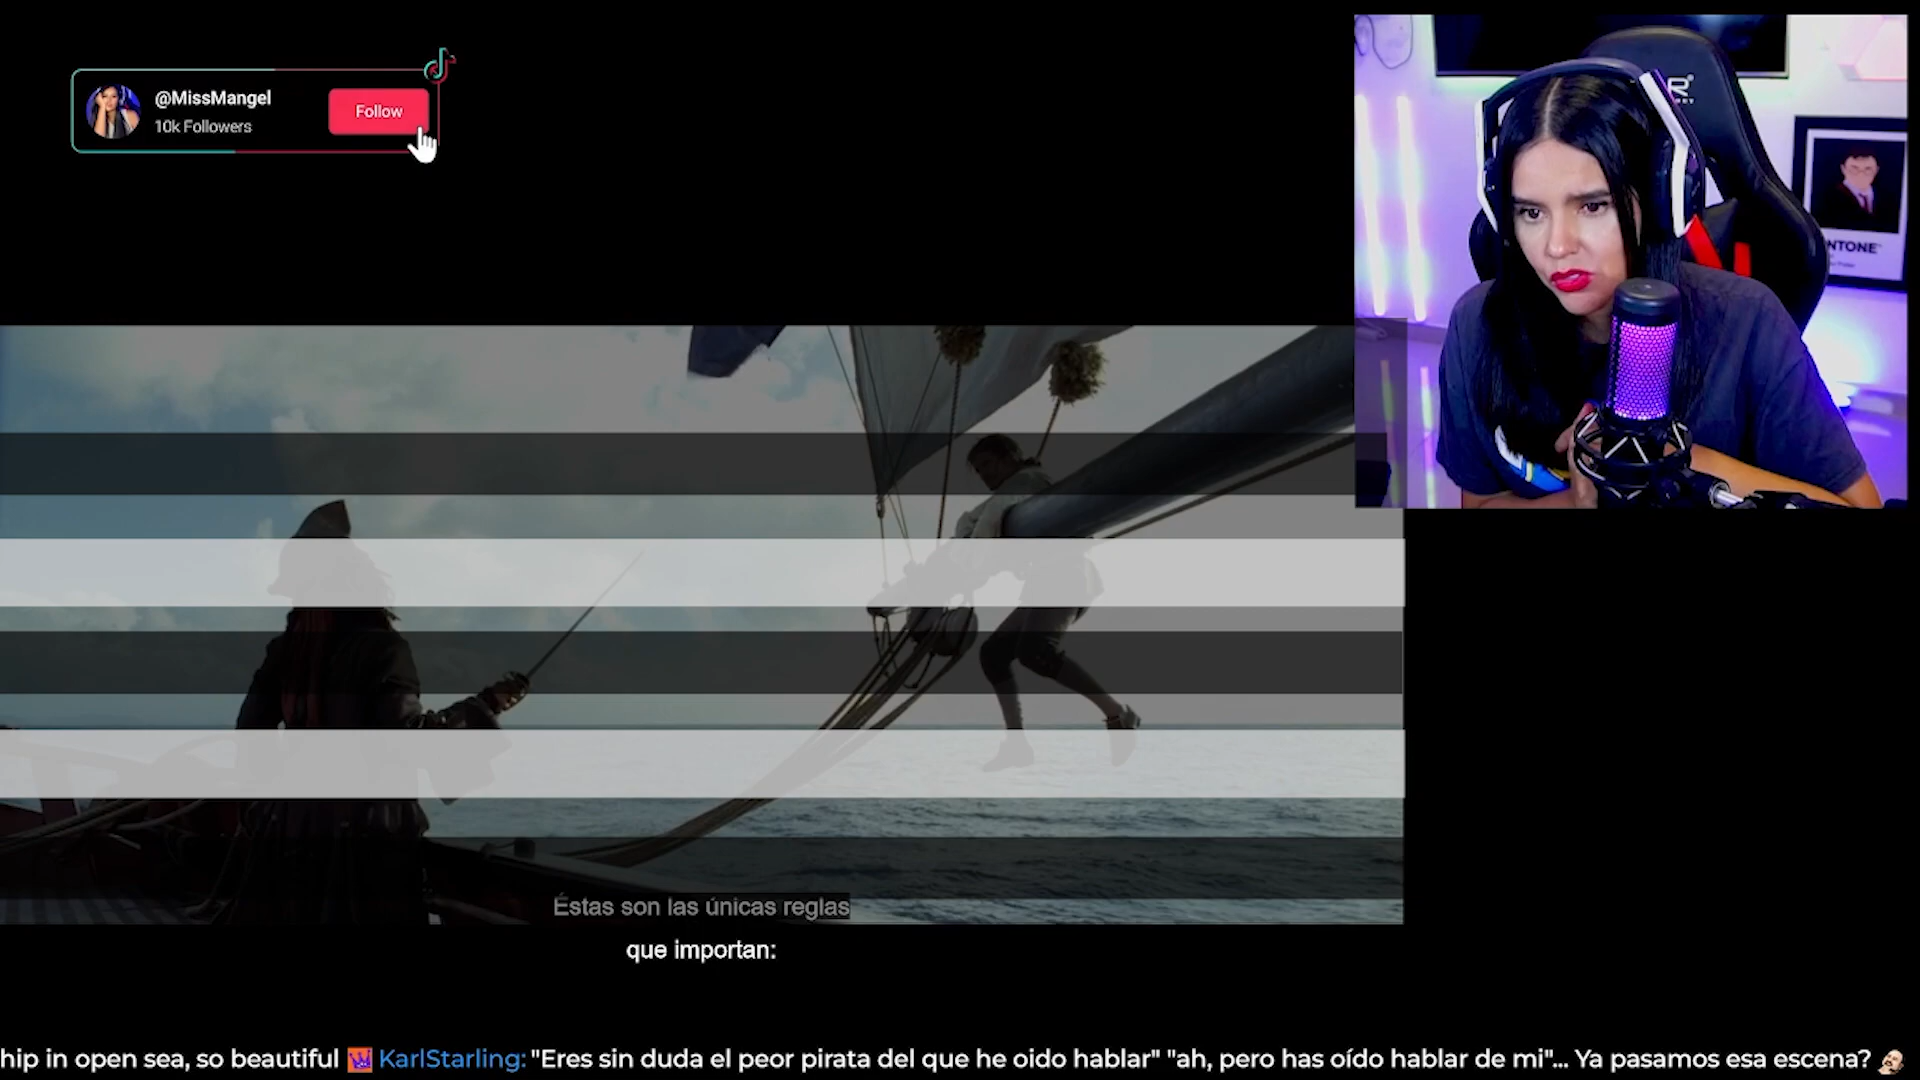 @MissMangel
10k Followers
Follow
NTONE
Éstas son las únicas reglas
que importan:
hip in open sea, so beautiful KarlStarling: "Eres sin duda el peor pirata del que he oido hablar" "ah, pero has oído hablar de mi"... Ya pasamos esa escena?